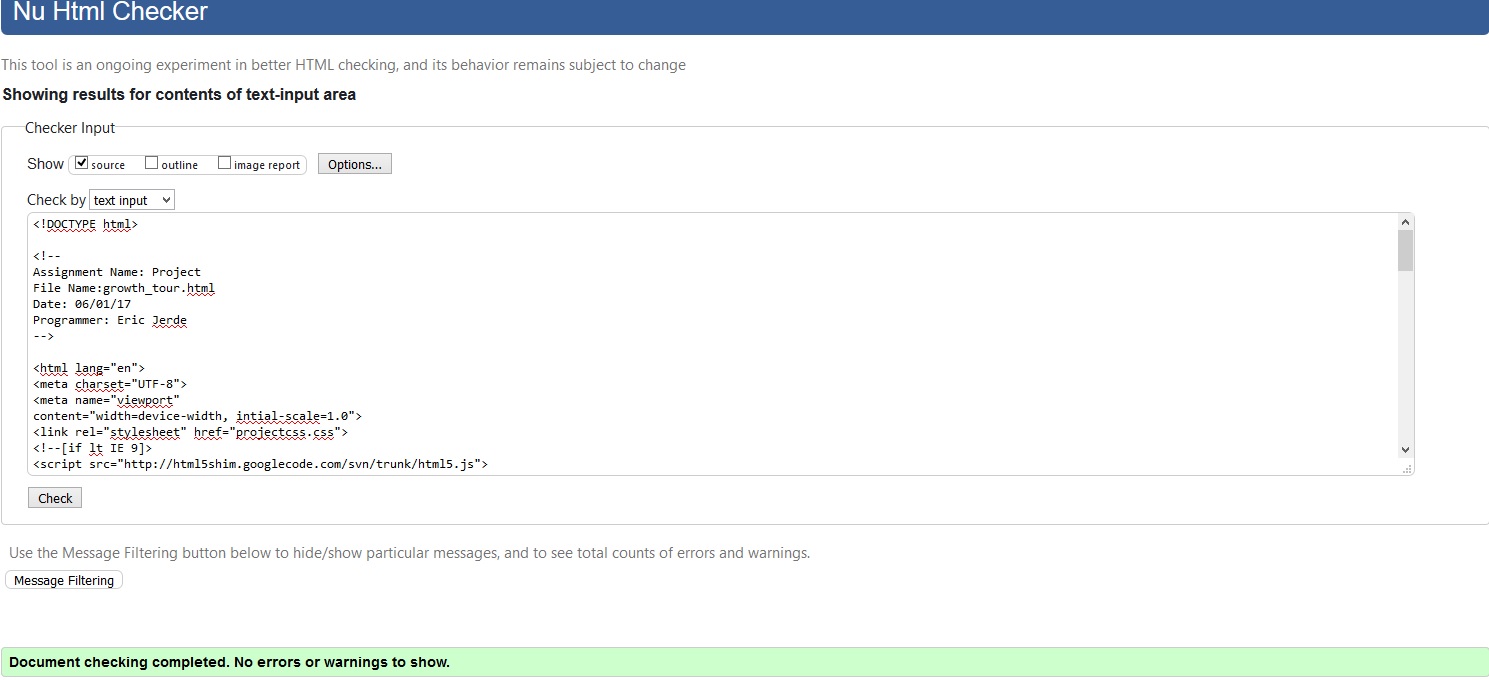 Nu Html Checker
This tool is an ongoing experiment in better HTML checking, and its behavior remains subject to change
Showing results for contents of text-input area
Checker Input
Show source outline image report Options...
Check by text input
<!DOCTYPE html>
<!--
Assignment Name: Project
File Name:growth_tour.html
Date: 06/01/17
Programmer: Eric Jerde
-->
<html lang="en">
<meta charset="UTF-8">
<meta name="viewport"
content="width=device-width, intial-scale=1.0">
<link rel="stylesheet" href="projectcss.css">
<!--[if lt IE 9]>
<script src="http://html5shim.googlecode.com/svn/trunk/html5.js">
Check
Use the Message Filtering button below to hide/show particular messages, and to see total counts of errors and warnings.
Message Filtering
Document checking completed. No errors or warnings to show.